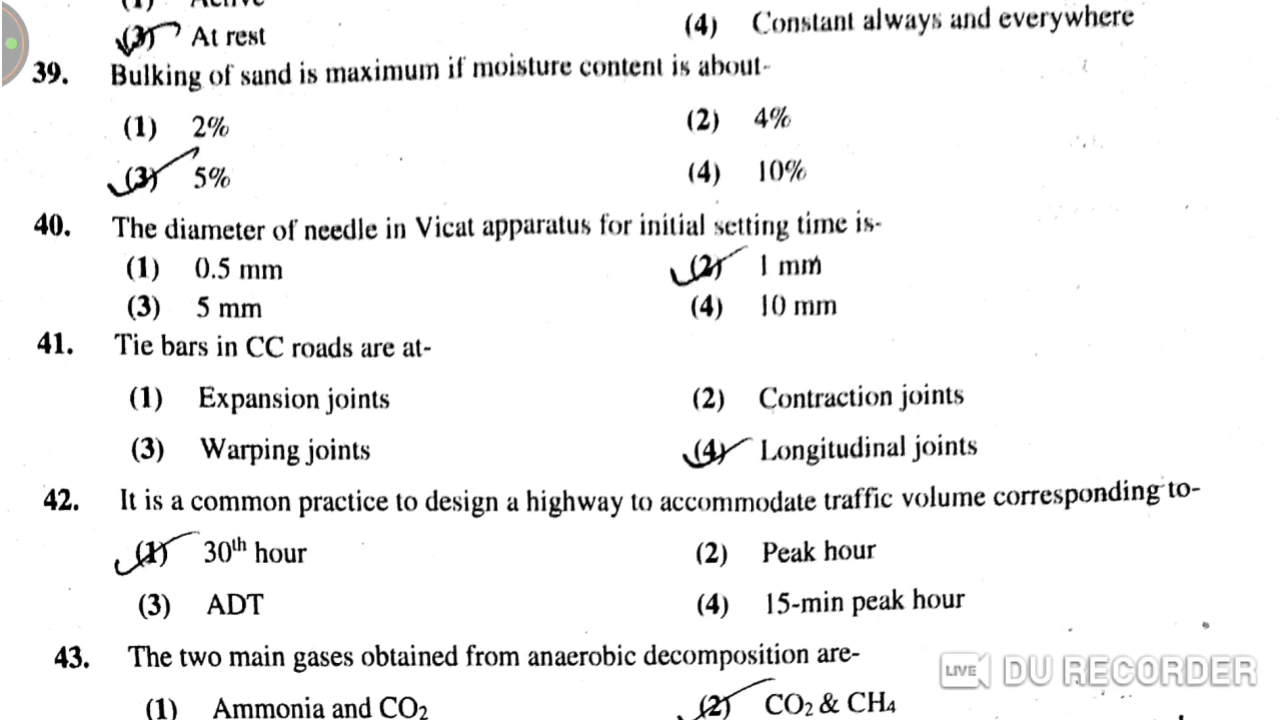 (1) Active
(3) At rest (4) Constant always and everywhere
39. Bulking of sand is maximum if moisture content is about-
(1) 2% (2) 4%
(3) 5% (4) 10%
40. The diameter of needle in Vicat apparatus for initial setting time is-
(1) 0.5 mm (2) 1 mm
(3) 5 mm (4) 10 mm
41. Tie bars in CC roads are at-
(1) Expansion joints (2) Contraction joints
(3) Warping joints (4) Longitudinal joints
42. It is a common practice to design a highway to accommodate traffic volume corresponding to-
(1) 30th hour (2) Peak hour
(3) ADT (4) 15-min peak hour
43. The two main gases obtained from anaerobic decomposition are-
LIVE DU RECORDER
(1) Ammonia and CO2 (2) CO2 & CH4